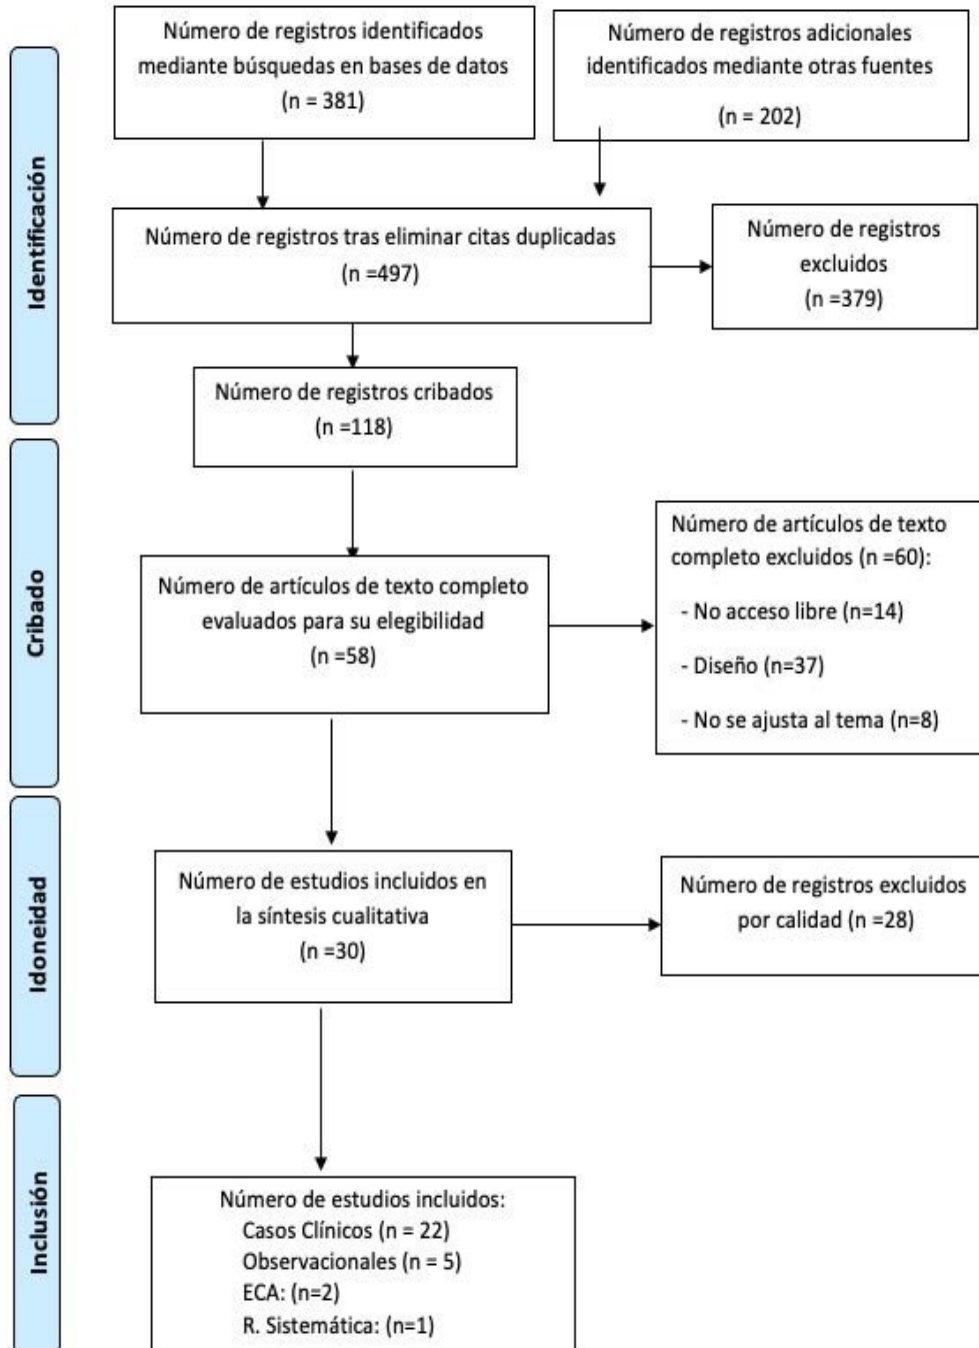 Identificación
Número de registros identificados
mediante búsquedas en bases de datos
(n = 381)
Número de registros adicionales
identificados mediante otras fuentes
(n = 202)
Número de registros tras eliminar citas duplicadas
(n =497)
Número de registros
excluidos
(n =379)
Número de registros cribados
(n =118)
Cribado
Número de artículos de texto completo
evaluados para su elegibilidad
(n =58)
Número de artículos de texto
completo excluidos (n =60):
- No acceso libre (n=14)
- Diseño (n=37)
- No se ajusta al tema (n=8)
Idoneidad
Número de estudios incluidos en
la síntesis cualitativa
(n =30)
Número de registros excluidos
por calidad (n =28)
Inclusión
Número de estudios incluidos:
Casos Clínicos (n = 22)
Observacionales (n = 5)
ECA: (n=2)
R. Sistemática: (n=1)